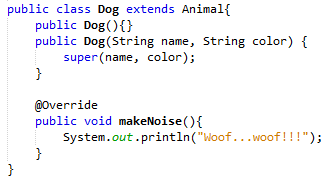 public class Dog extends Animal{
    public Dog(){}
    public Dog(String name, String color) {
        super(name, color);
    }

    @Override
    public void makeNoise(){
        System.out.println("Woof...woof!!!");
    }
}